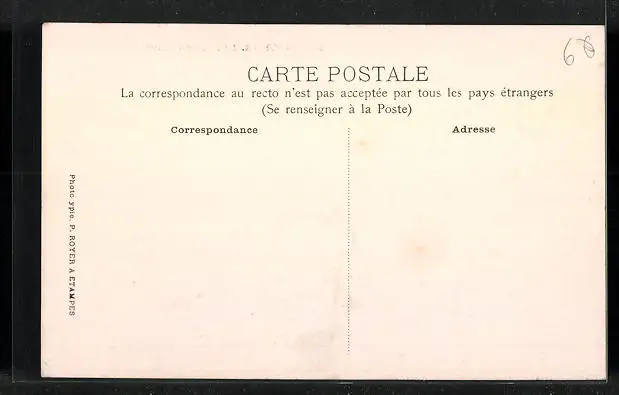 CARTE POSTALE
La correspondance au recto n'est pas acceptée par tous les pays étrangers
(Se renseigner à la Poste)
Correspondance
Adresse
Photo ypie. P. ROYER A ETAMPES